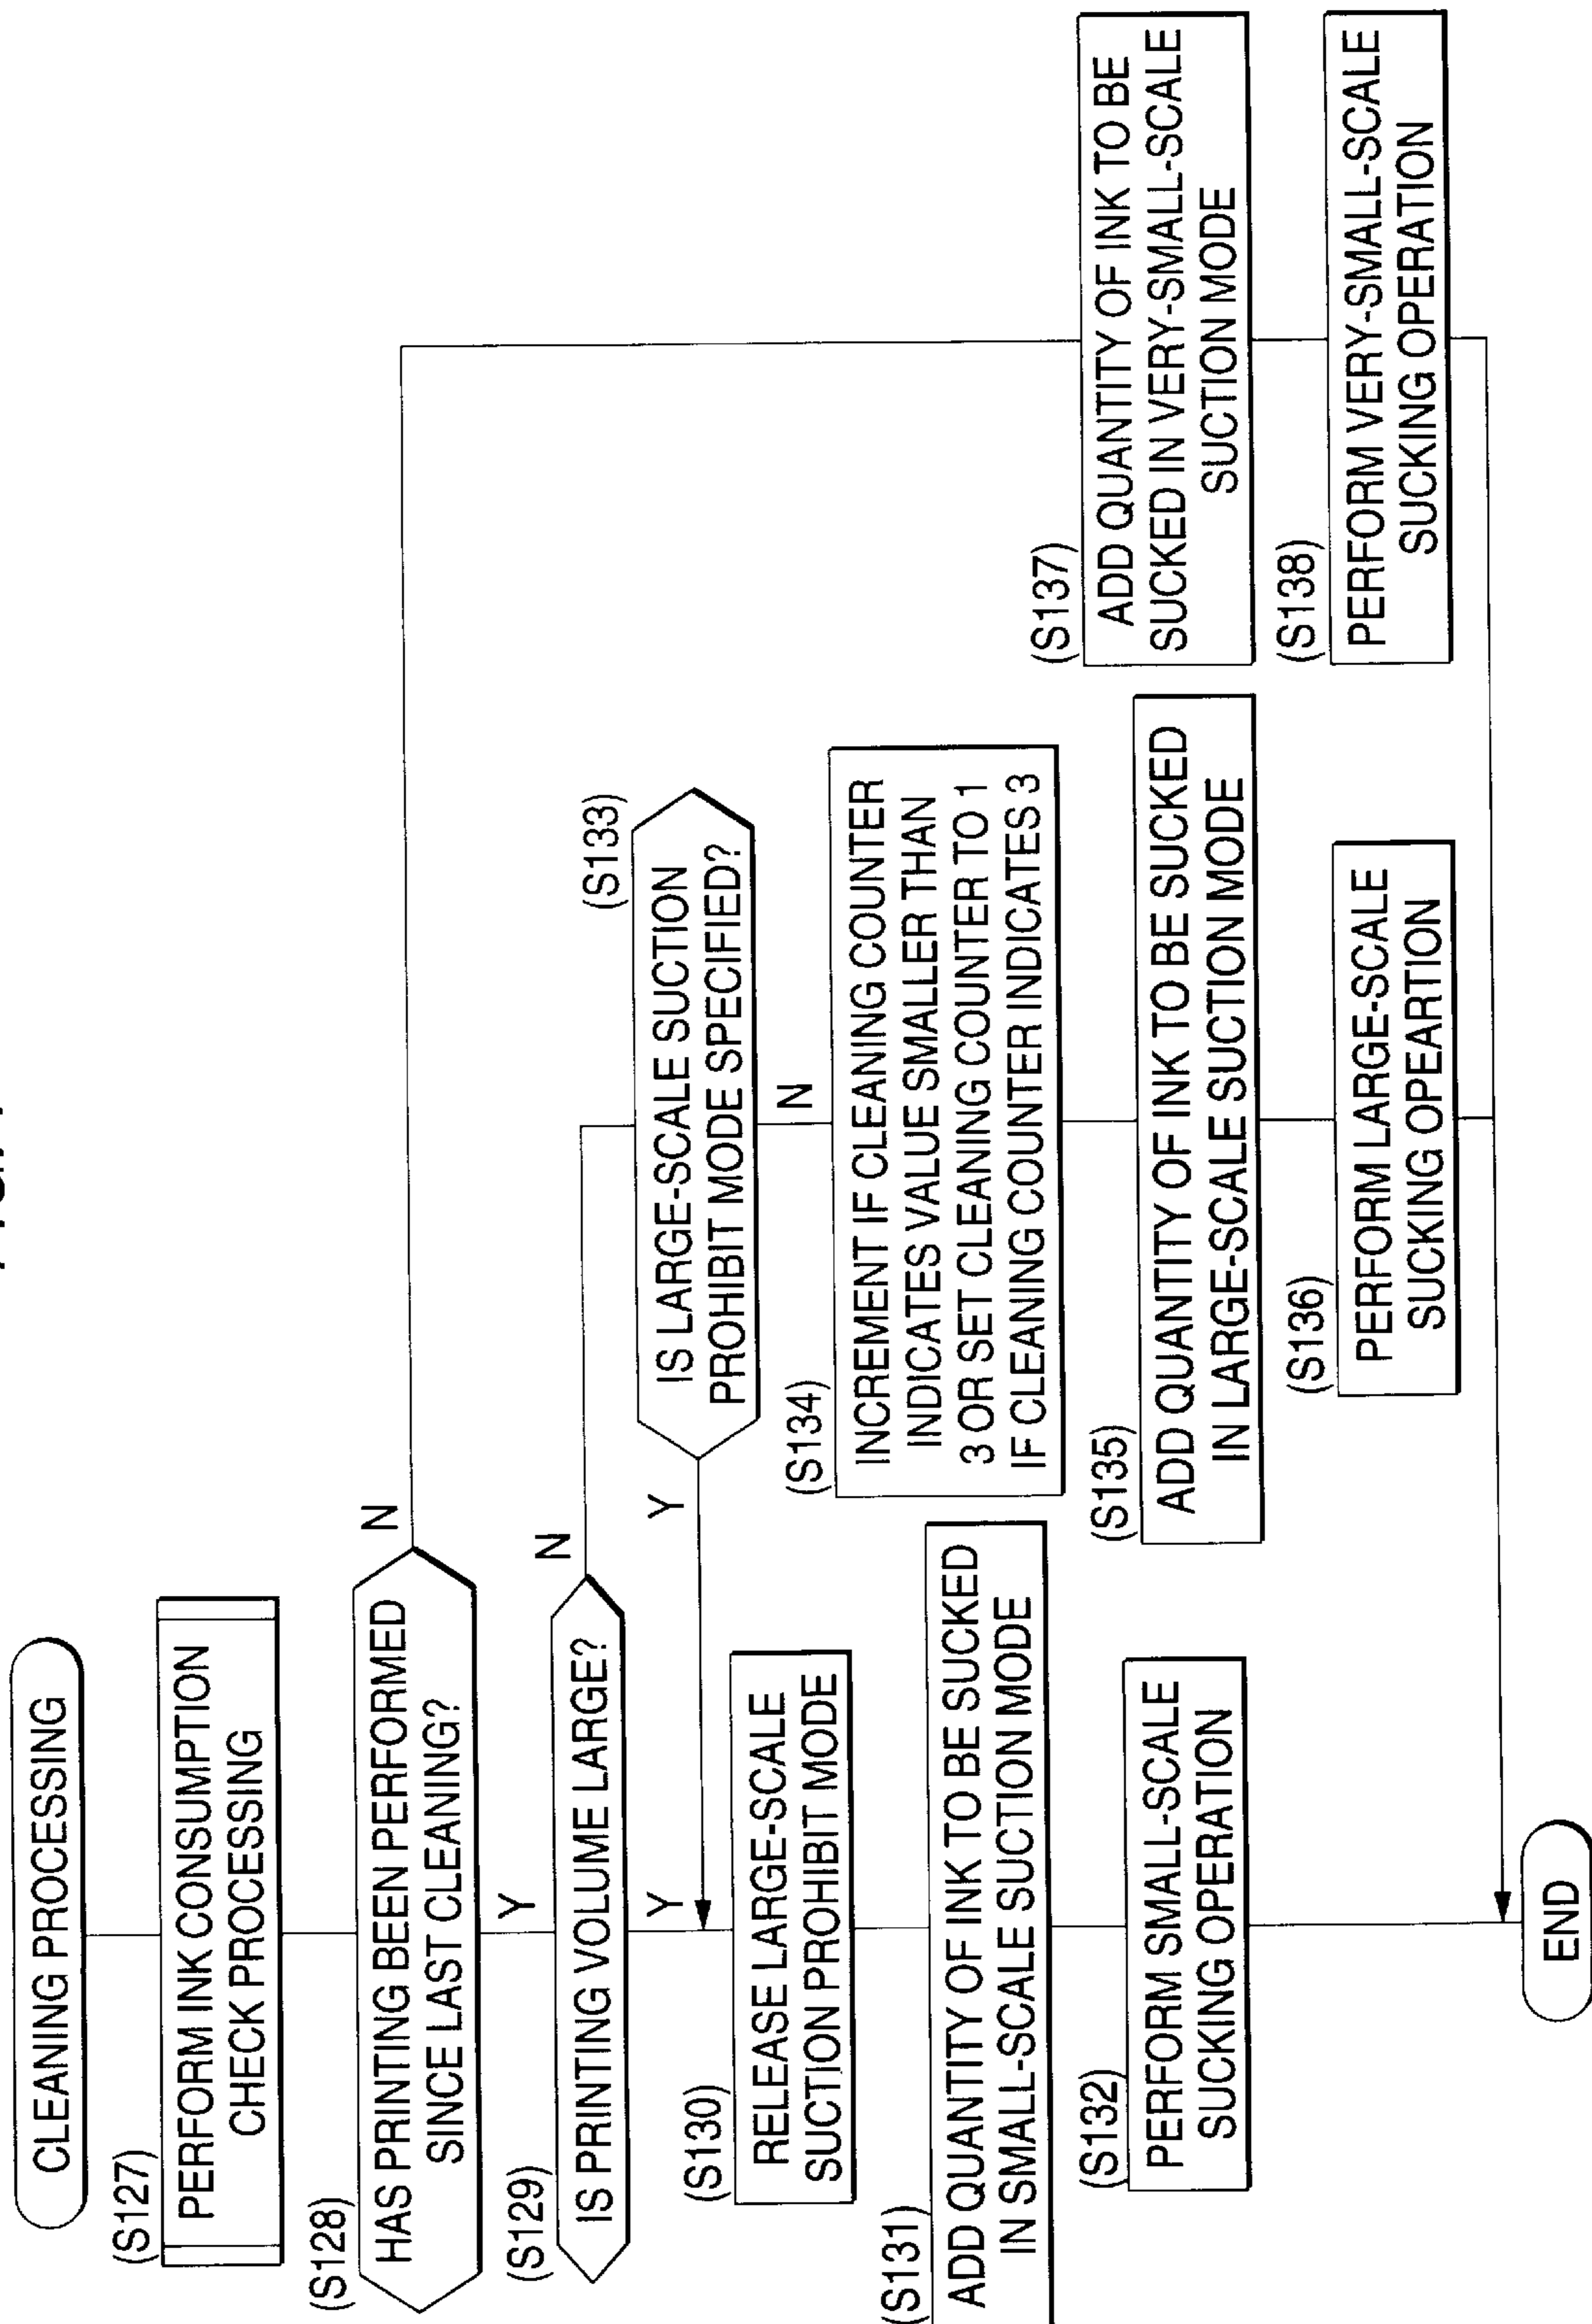 CLEANING PROCESSING
(S127)
PERFORM INK CONSUMPTION
CHECK PROCESSING
(S128)
HAS PRINTING BEEN PERFORMED
SINCE LAST CLEANING?
N
Y
(S129)
IS PRINTING VOLUME LARGE?
N
Y
(S130)
RELEASE LARGE-SCALE
SUCTION PROHIBIT MODE
(S131)
ADD QUANTITY OF INK TO BE SUCKED
IN SMALL-SCALE SUCTION MODE
(S132)
PERFORM SMALL-SCALE
SUCKING OPERATION
(S133)
IS LARGE-SCALE SUCTION
PROHIBIT MODE SPECIFIED?
Y
N
(S134)
INCREMENT IF CLEANING COUNTER
INDICATES VALUE SMALLER THAN
3 OR SET CLEANING COUNTER TO 1
IF CLEANING COUNTER INDICATES 3
(S135)
ADD QUANTITY OF INK TO BE SUCKED
IN LARGE-SCALE SUCTION MODE
(S136)
PERFORM LARGE-SCALE
SUCKING OPEARTION
(S137)
ADD QUANTITY OF INK TO BE
SUCKED IN VERY-SMALL-SCALE
SUCTION MODE
(S138)
PERFORM VERY-SMALL-SCALE
SUCKING OPERATION
END